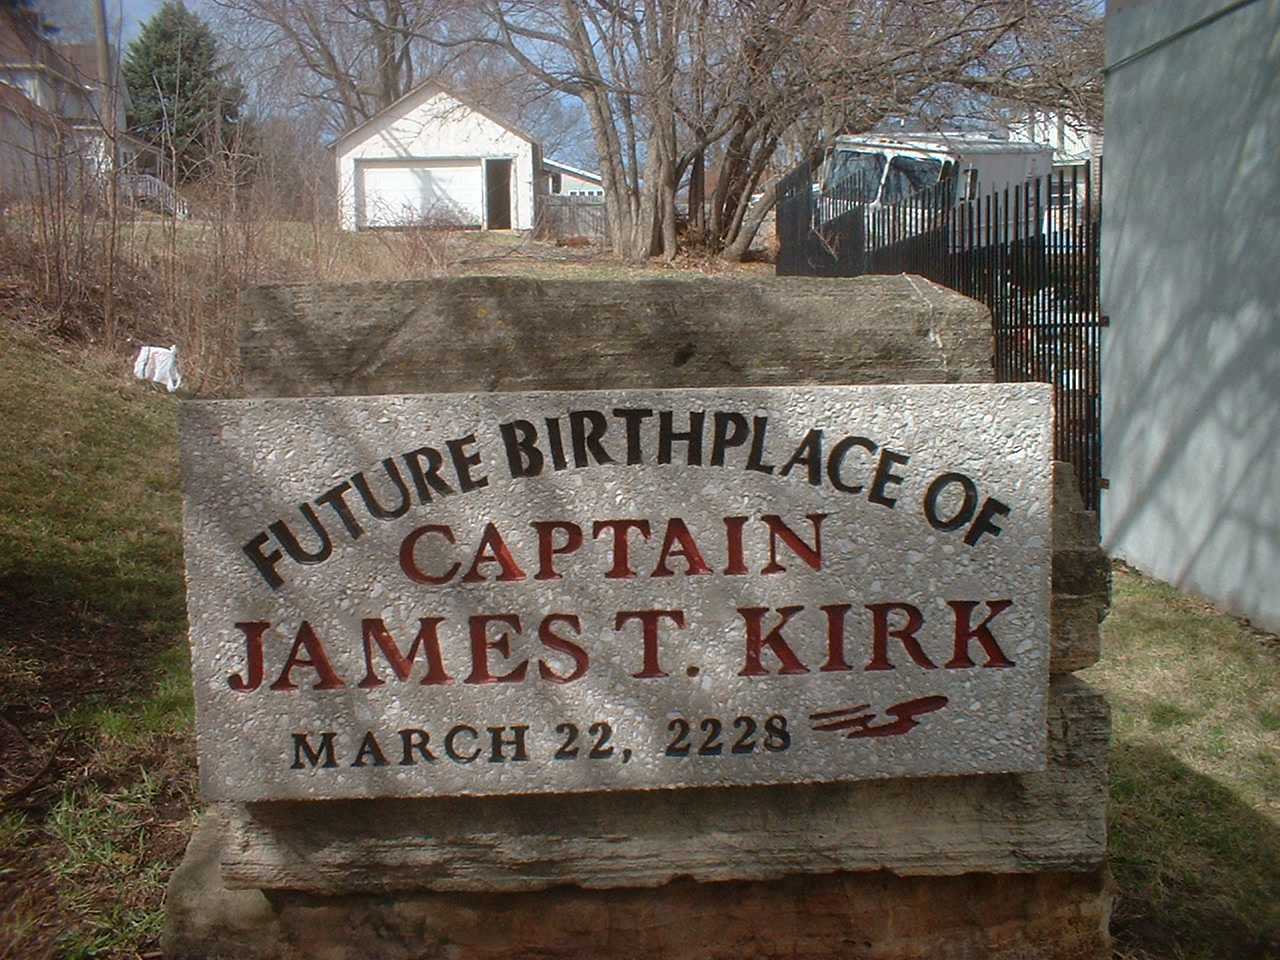 FUTURE BIRTHPLACE OF
CAPTAIN
JAMES T. KIRK
MARCH 22, 2228